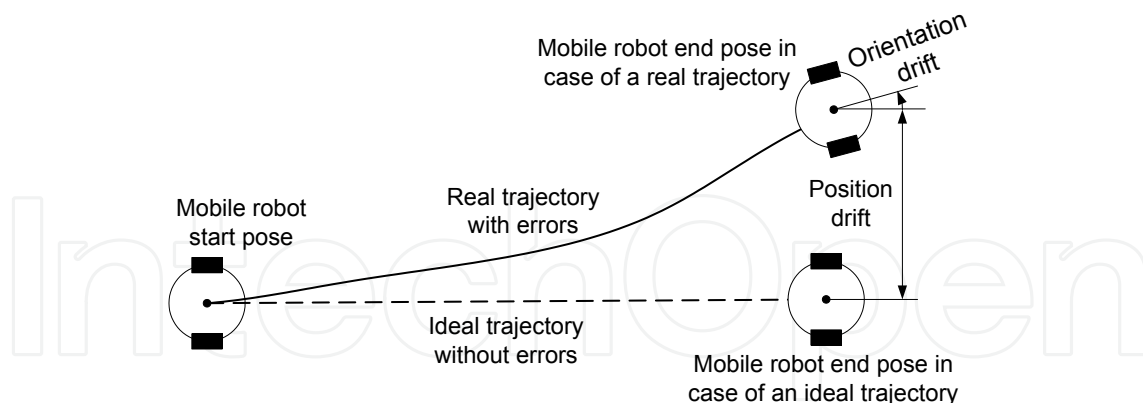 Mobile robot end pose in
case of a real trajectory
Orientation
drift
Position
drift
Real trajectory
with errors
Mobile robot
start pose
Ideal trajectory
without errors
Mobile robot end pose in
case of an ideal trajectory
IntechOpen